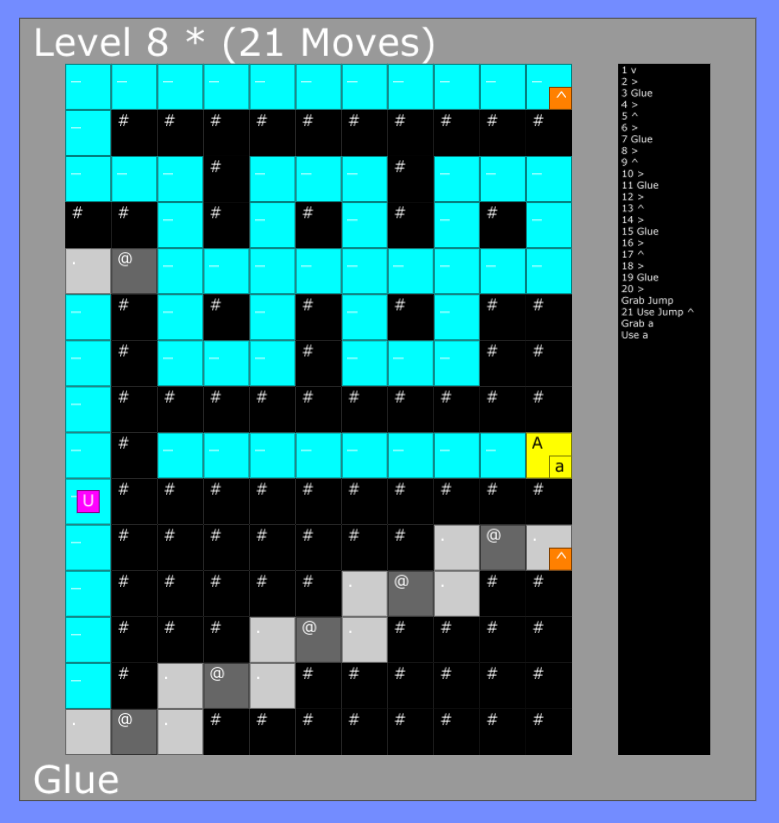 Level 8 * (21 Moves)
_ _ _ _ _ _ _ _ _ _ _ ^
_ # # # # # # # # # #
_ _ _ # _ _ _ # _ _ _
# # _ # _ # _ # _ # _
. @ _ _ _ _ _ _ _ _ _
_ # _ # _ # _ # _ # #
_ # _ _ _ # _ _ _ # #
_ # # # # # # # # # #
_ # _ _ _ _ _ _ _ _ A a
_ U # # # # # # # # # #
_ # # # # # # # . @ . ^
_ # # # # # . @ . # #
_ # # # . @ . # # # #
_ # . @ . # # # # # #
. @ . # # # # # # # #
Glue
1 v
2 >
3 Glue
4 >
5 ^
6 >
7 Glue
8 >
9 ^
10 >
11 Glue
12 >
13 ^
14 >
15 Glue
16 >
17 ^
18 >
19 Glue
20 >
Grab Jump
21 Use Jump ^
Grab a
Use a